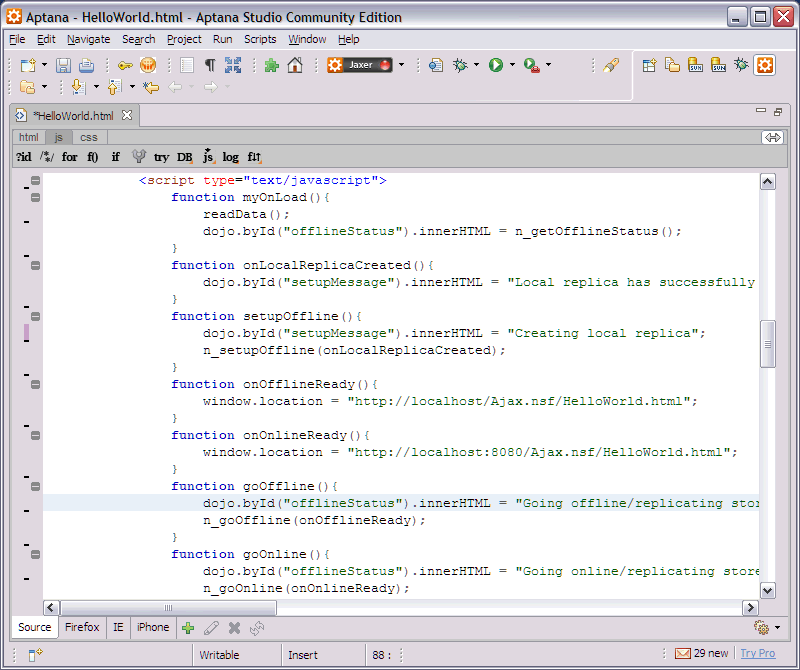 Aptana - HelloWorld.html - Aptana Studio Community Edition
File Edit Navigate Search Project Run Scripts Window Help
Jaxer
SUN SUN
*HelloWorld.html
html js css
?id /*/ for f() if try DB js log
<script type="text/javascript">
function myOnLoad(){
readData();
dojo.byId("offlineStatus").innerHTML = n_getOfflineStatus();
}
function onLocalReplicaCreated(){
dojo.byId("setupMessage").innerHTML = "Local replica has successfully
}
function setupOffline(){
dojo.byId("setupMessage").innerHTML = "Creating local replica";
n_setupOffline(onLocalReplicaCreated);
}
function onOfflineReady(){
window.location = "http://localhost/Ajax.nsf/HelloWorld.html";
}
function onOnlineReady(){
window.location = "http://localhost:8080/Ajax.nsf/HelloWorld.html";
}
function goOffline(){
dojo.byId("offlineStatus").innerHTML = "Going offline/replicating stor
n_goOffline(onOfflineReady);
}
function goOnline(){
dojo.byId("offlineStatus").innerHTML = "Going online/replicating store
n_goOnline(onOnlineReady);
Source Firefox IE iPhone
Writable Insert 88 : 29 new Try Pro